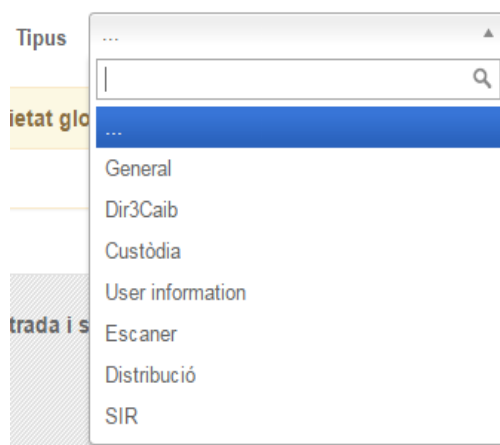 Tipus ...
ietat glo
...
General
Dir3Caib
Custòdia
User information
trada i s
Escaner
Distribució
SIR